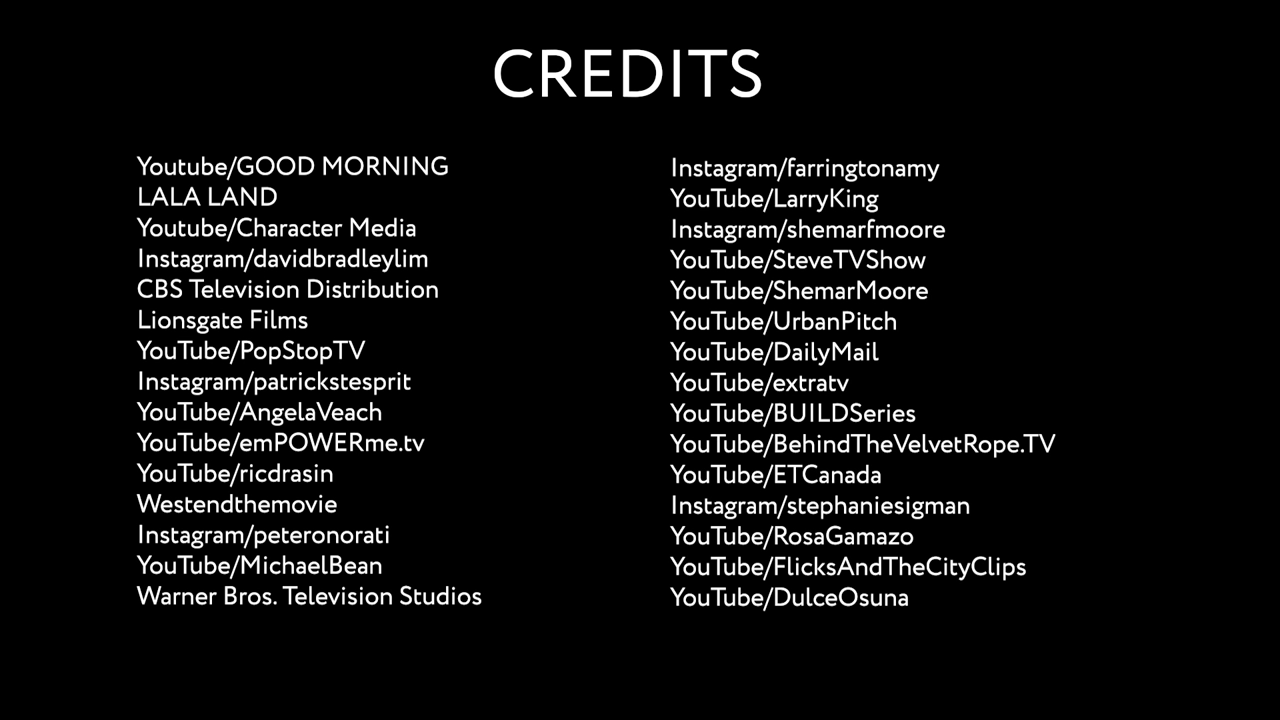 CREDITS
Youtube/GOOD MORNING
LALA LAND
Youtube/Character Media
Instagram/davidbradleylim
CBS Television Distribution
Lionsgate Films
YouTube/PopStopTV
Instagram/patrickstesprit
YouTube/AngelaVeach
YouTube/emPOWERme.tv
YouTube/ricdrasin
Westendthemovie
Instagram/peteronorati
YouTube/MichaelBean
Warner Bros. Television Studios
Instagram/farringtonamy
YouTube/LarryKing
Instagram/shemarfmoore
YouTube/SteveTVShow
YouTube/ShemarMoore
YouTube/UrbanPitch
YouTube/DailyMail
YouTube/extratv
YouTube/BUILDSeries
YouTube/BehindTheVelvetRope.TV
YouTube/ETCanada
Instagram/stephaniesigman
YouTube/RosaGamazo
YouTube/FlicksAndTheCityClips
YouTube/DulceOsuna